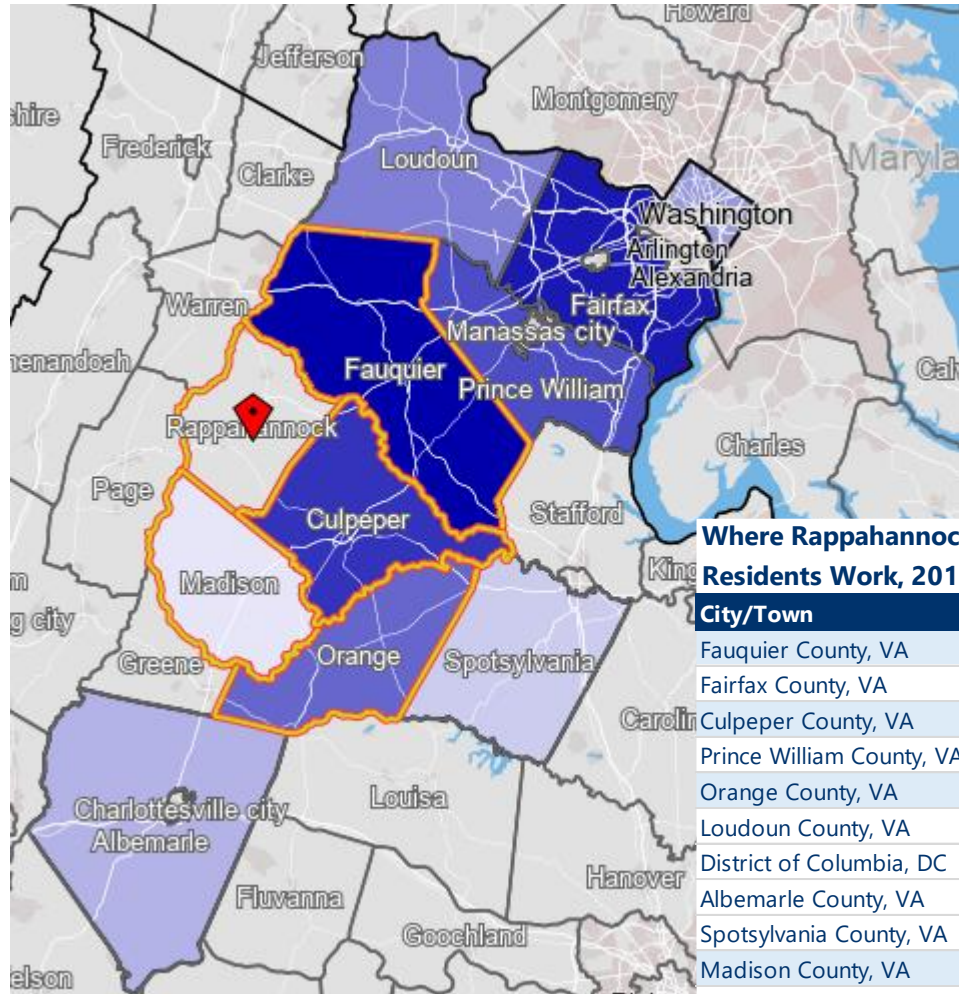 Howard
Jefferson
Montgomery
shire
Frederick
Loudoun
Maryla
Clarke
Washington
Arlington
Alexandria
Warren
Fairfax
Manassas city
henandoah
Fauquier
Cal
Prince William
Rappahannock
Charles
Page
Stafford
Culpeper
Where Rappahannoc
King
Residents Work, 201
Madison
g city
City/Town
Greene
Orange
Spotsylvania
Fauquier County, VA
Fairfax County, VA
Carolin
Culpeper County, VA
Prince William County, VA
Orange County, VA
Louisa
Charlottesville city
Albemarle
Loudoun County, VA
District of Columbia, DC
Hanover
Fluvanna
Albemarle County, VA
Goochland
Spotsylvania County, VA
elson
Madison County, VA